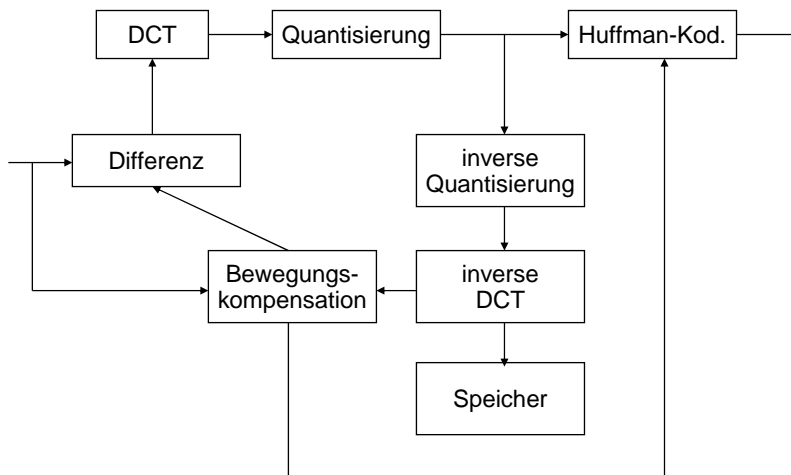 DCT
Quantisierung
Huffman-Kod.
Differenz
inverse
Quantisierung
Bewegungs-
kompensation
inverse
DCT
Speicher